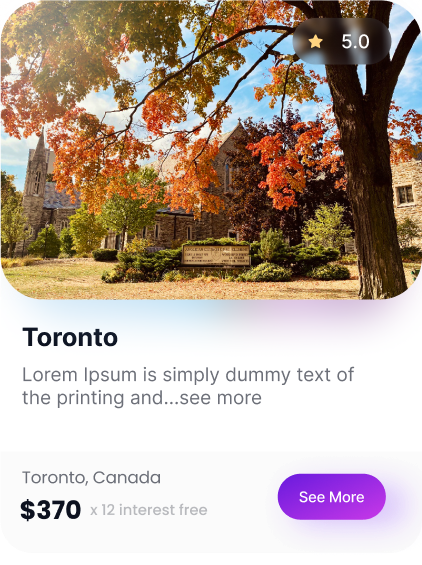 5.0
Toronto
Lorem Ipsum is simply dummy text of
the printing and...see more
Toronto, Canada
$370 x 12 interest free
See More